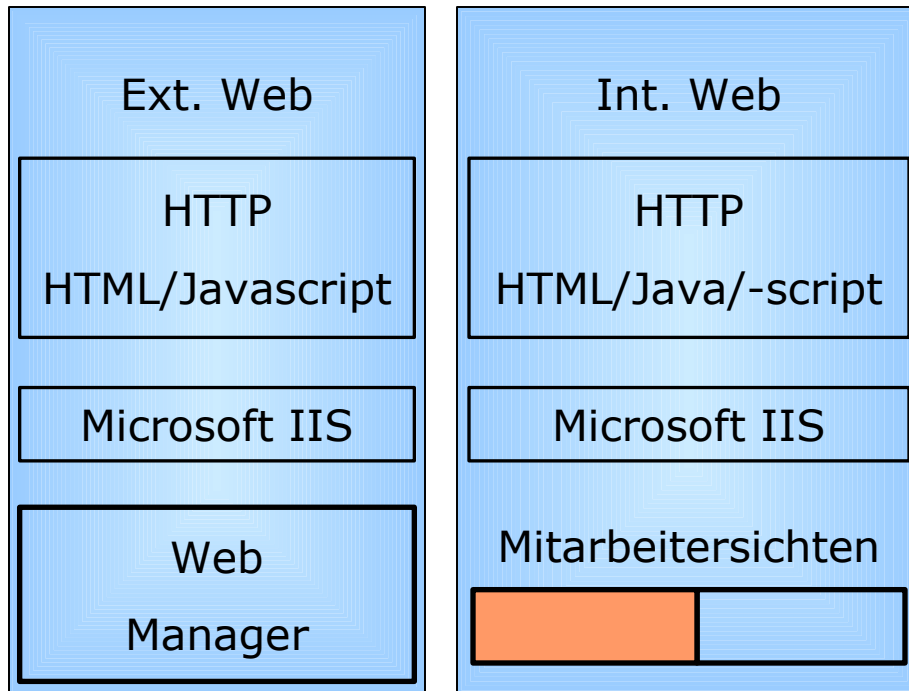 Ext. Web
HTTP
HTML/Javascript
Microsoft IIS
Web
Manager
Int. Web
HTTP
HTML/Java/-script
Microsoft IIS
Mitarbeitersichten